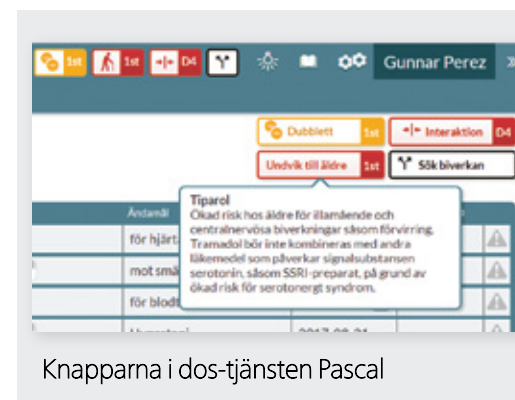 1st 1st D4 Gunnar Perez
Dubblett 1st Interaktion D4
Undvik till äldre 1st Sök biverkan
Tiparol
Ökad risk hos äldre för illamående och
centralnervösa biverkningar såsom förvirring.
Tramadol bör inte kombineras med andra
läkemedel som påverkar signalsubstansen
serotonin, såsom SSRI-preparat, på grund av
ökad risk för serotonergt syndrom.
Ändamål
för hjärt
mot smä
för blodt
Knapparna i dos-tjänsten Pascal